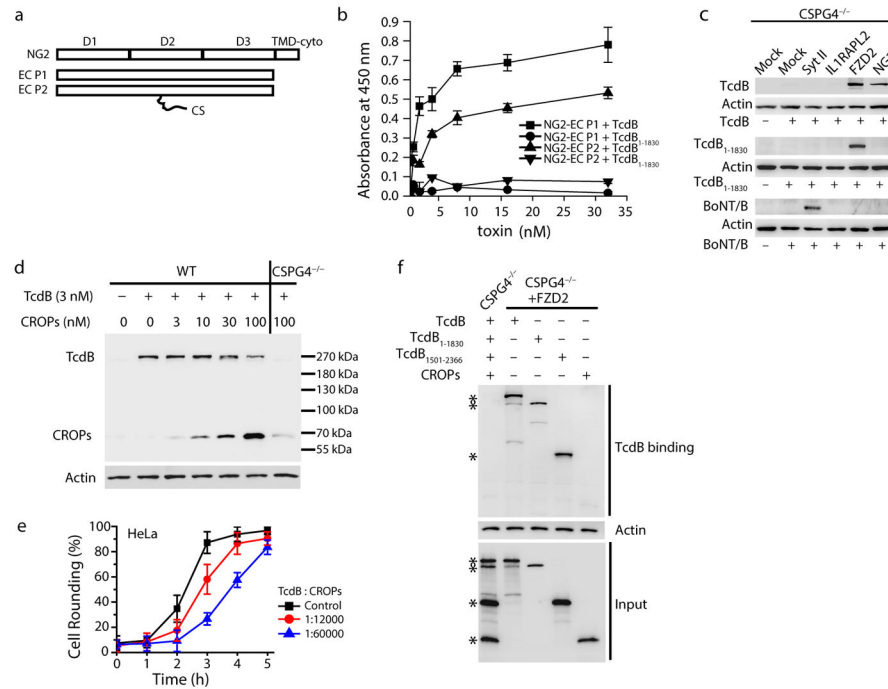 a
D1 D2 D3 TMD-cyto
NG2
EC P1
EC P2
CS
b
Absorbance at 450 nm
0.9
0.8
0.7
0.6
0.5
0.4
0.3
0.2
0.1
0.0
NG2-EC P1 + TcdB
NG2-EC P1 + TcdB1-1830
NG2-EC P2 + TcdB
NG2-EC P2 + TcdB1-1830
0 5 10 15 20 25 30 35
toxin (nM)
c
CSPG4−/−
Mock Mock Syt II IL1RAPL2 FZD2
TcdB
Actin
TcdB − + + + + +
TcdB1-1830
Actin
TcdB1-1830 − + + + + +
BoNT/B
Actin
BoNT/B − + + + + +
d
WT CSPG4−/−
TcdB (3 nM) − + + + + + +
CROPs (nM) 0 0 3 10 30 100 100
TcdB
CROPs
Actin
270 kDa
180 kDa
130 kDa
100 kDa
70 kDa
55 kDa
e
HeLa
Cell Rounding (%)
100
80
60
40
20
0
0 1 2 3 4 5
Time (h)
TcdB : CROPs
Control
1:12000
1:60000
f
CSPG4-/-
CSPG4−/−
+FZD2
TcdB + + − − −
TcdB1-1830 + − + − −
TcdB1501-2366 + − − + −
CROPs + − − − +
*
*
*
TcdB binding
Actin
*
*
*
*
Input